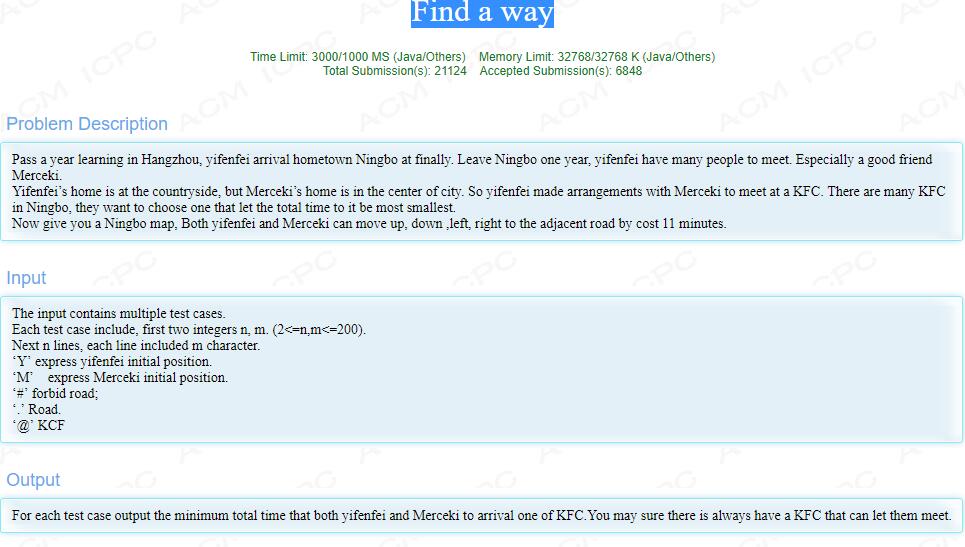 Find a way
Time Limit: 3000/1000 MS (Java/Others) Memory Limit: 32768/32768 K (Java/Others)
Total Submission(s): 21124 Accepted Submission(s): 6848
Problem Description
Pass a year learning in Hangzhou, yifenfei arrival hometown Ningbo at finally. Leave Ningbo one year, yifenfei have many people to meet. Especially a good friend
Merceki.
Yifenfei’s home is at the countryside, but Merceki’s home is in the center of city. So yifenfei made arrangements with Merceki to meet at a KFC. There are many KFC
in Ningbo, they want to choose one that let the total time to it be most smallest.
Now give you a Ningbo map, Both yifenfei and Merceki can move up, down ,left, right to the adjacent road by cost 11 minutes.
Input
The input contains multiple test cases.
Each test case include, first two integers n, m. (2<=n,m<=200).
Next n lines, each line included m character.
‘Y’ express yifenfei initial position.
‘M’ express Merceki initial position.
‘#’ forbid road;
‘.’ Road.
‘@’ KCF
Output
For each test case output the minimum total time that both yifenfei and Merceki to arrival one of KFC.You may sure there is always have a KFC that can let them meet.